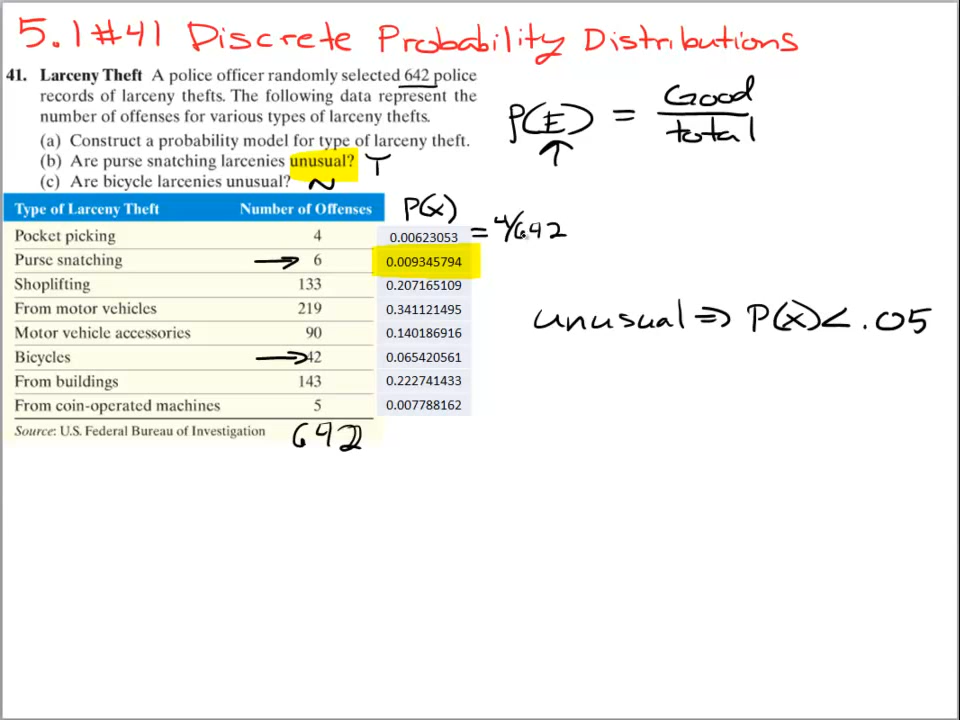 5.1 #41 Discrete Probability Distributions
41. Larceny Theft A police officer randomly selected 642 police
records of larceny thefts. The following data represent the
number of offenses for various types of larceny thefts.
(a) Construct a probability model for type of larceny theft.
(b) Are purse snatching larcenies unusual? Y
(c) Are bicycle larcenies unusual? N
P(E) = Good
total
Type of Larceny Theft Number of Offenses P(x)
Pocket picking 4 0.00623053 = 4/642
Purse snatching 6 0.009345794
Shoplifting 133 0.207165109
From motor vehicles 219 0.341121495
Motor vehicle accessories 90 0.140186916
Bicycles 42 0.065420561
From buildings 143 0.222741433
From coin-operated machines 5 0.007788162
Source: U.S. Federal Bureau of Investigation 642
unusual ⇒ P(x) < .05